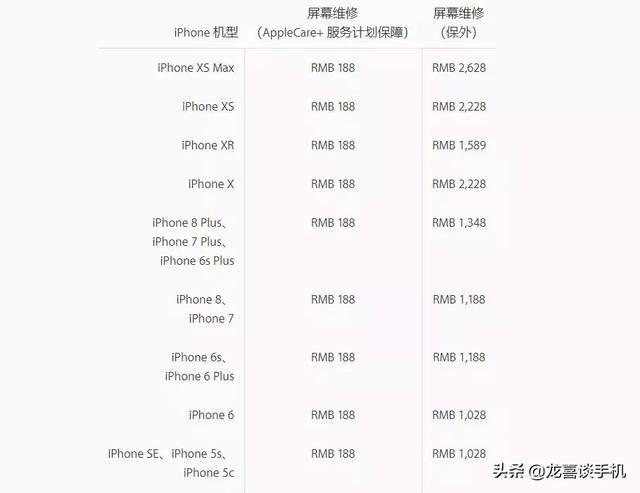 iPhone 机型 屏幕维修（AppleCare+ 服务计划保障） 屏幕维修（保外）
iPhone XS Max RMB 188 RMB 2,628
iPhone XS RMB 188 RMB 2,228
iPhone XR RMB 188 RMB 1,589
iPhone X RMB 188 RMB 2,228
iPhone 8 Plus、 RMB 188 RMB 1,348
iPhone 7 Plus、
iPhone 6s Plus
iPhone 8、 RMB 188 RMB 1,188
iPhone 7
iPhone 6s、 RMB 188 RMB 1,188
iPhone 6 Plus
iPhone 6 RMB 188 RMB 1,028
iPhone SE、iPhone 5s、 RMB 188 RMB 1,028
iPhone 5c
头条 @龙喜谈手机